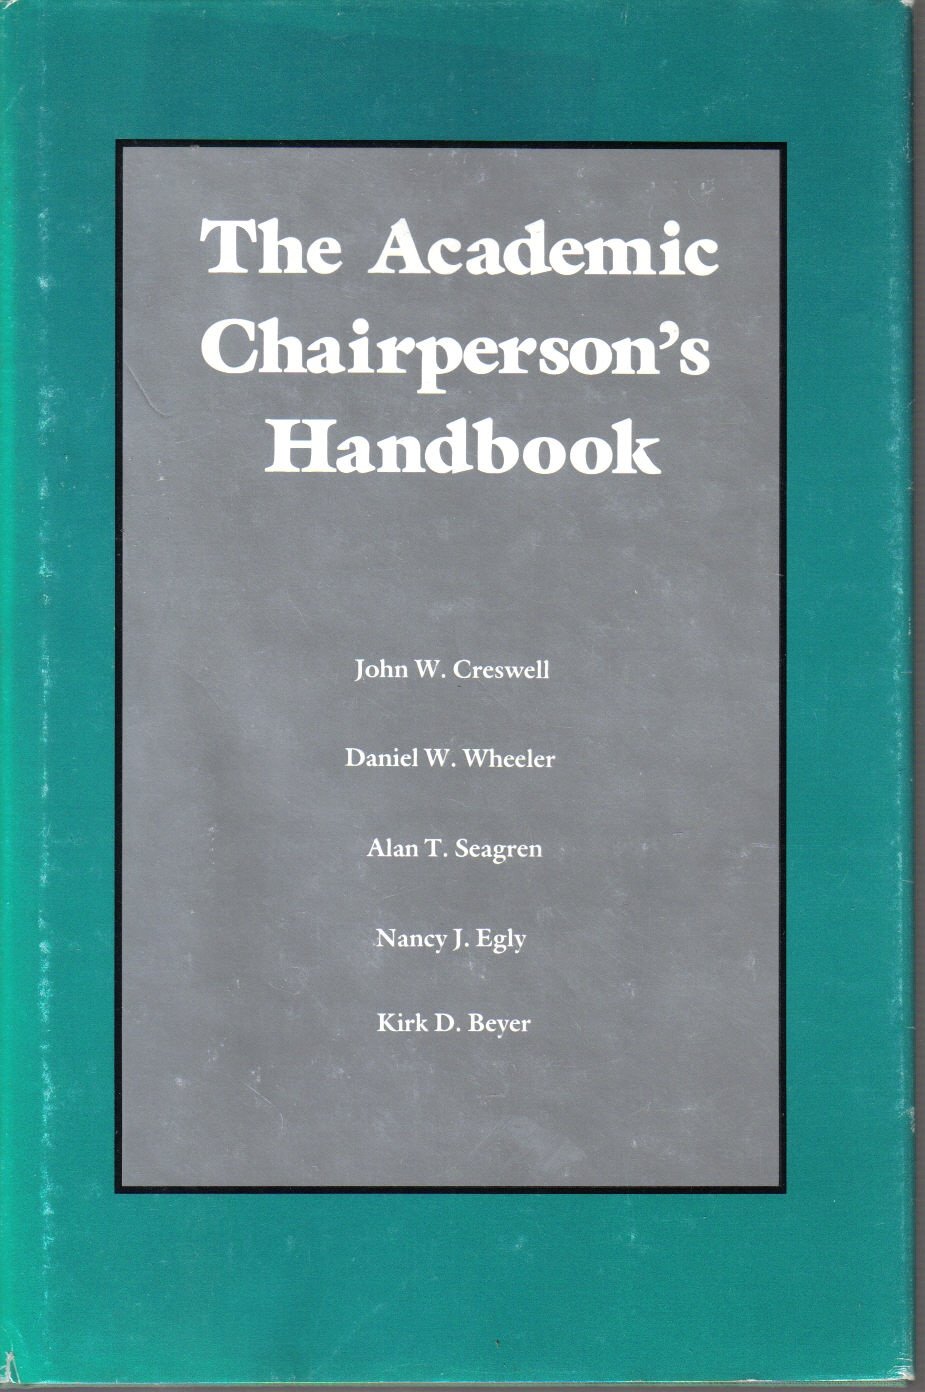 The Academic
Chairperson's
Handbook
John W. Creswell
Daniel W. Wheeler
Alan T. Seagren
Nancy J. Egly
Kirk D. Beyer